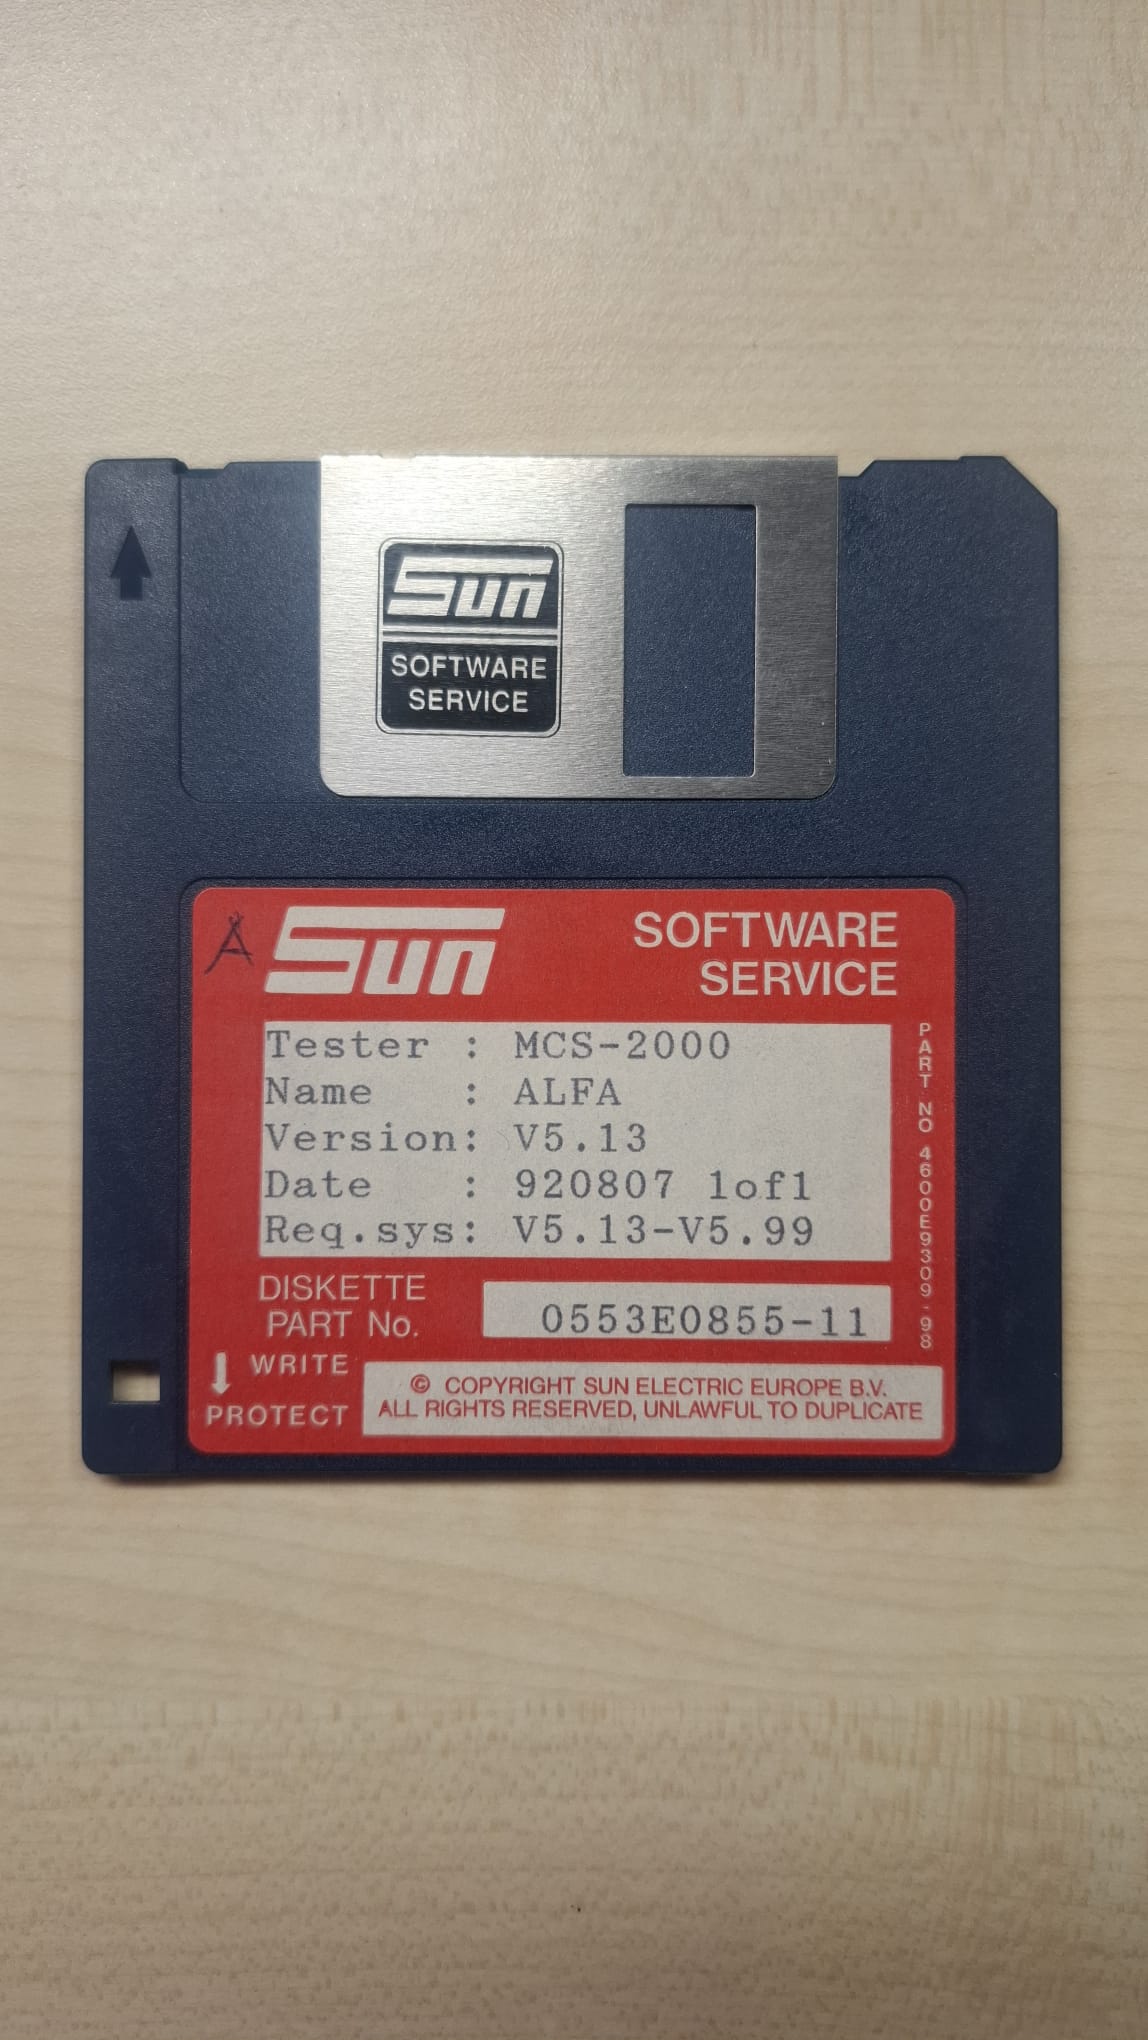 Sun
SOFTWARE
SERVICE
A Sun
SOFTWARE
SERVICE
Tester : MCS-2000
Name : ALFA
Version: V5.13
Date : 920807 1of1
Req.sys: V5.13-V5.99
PART NO 4600E9309-98
DISKETTE
PART No.
0553E0855-11
WRITE
PROTECT
© COPYRIGHT SUN ELECTRIC EUROPE B.V.
ALL RIGHTS RESERVED, UNLAWFUL TO DUPLICATE